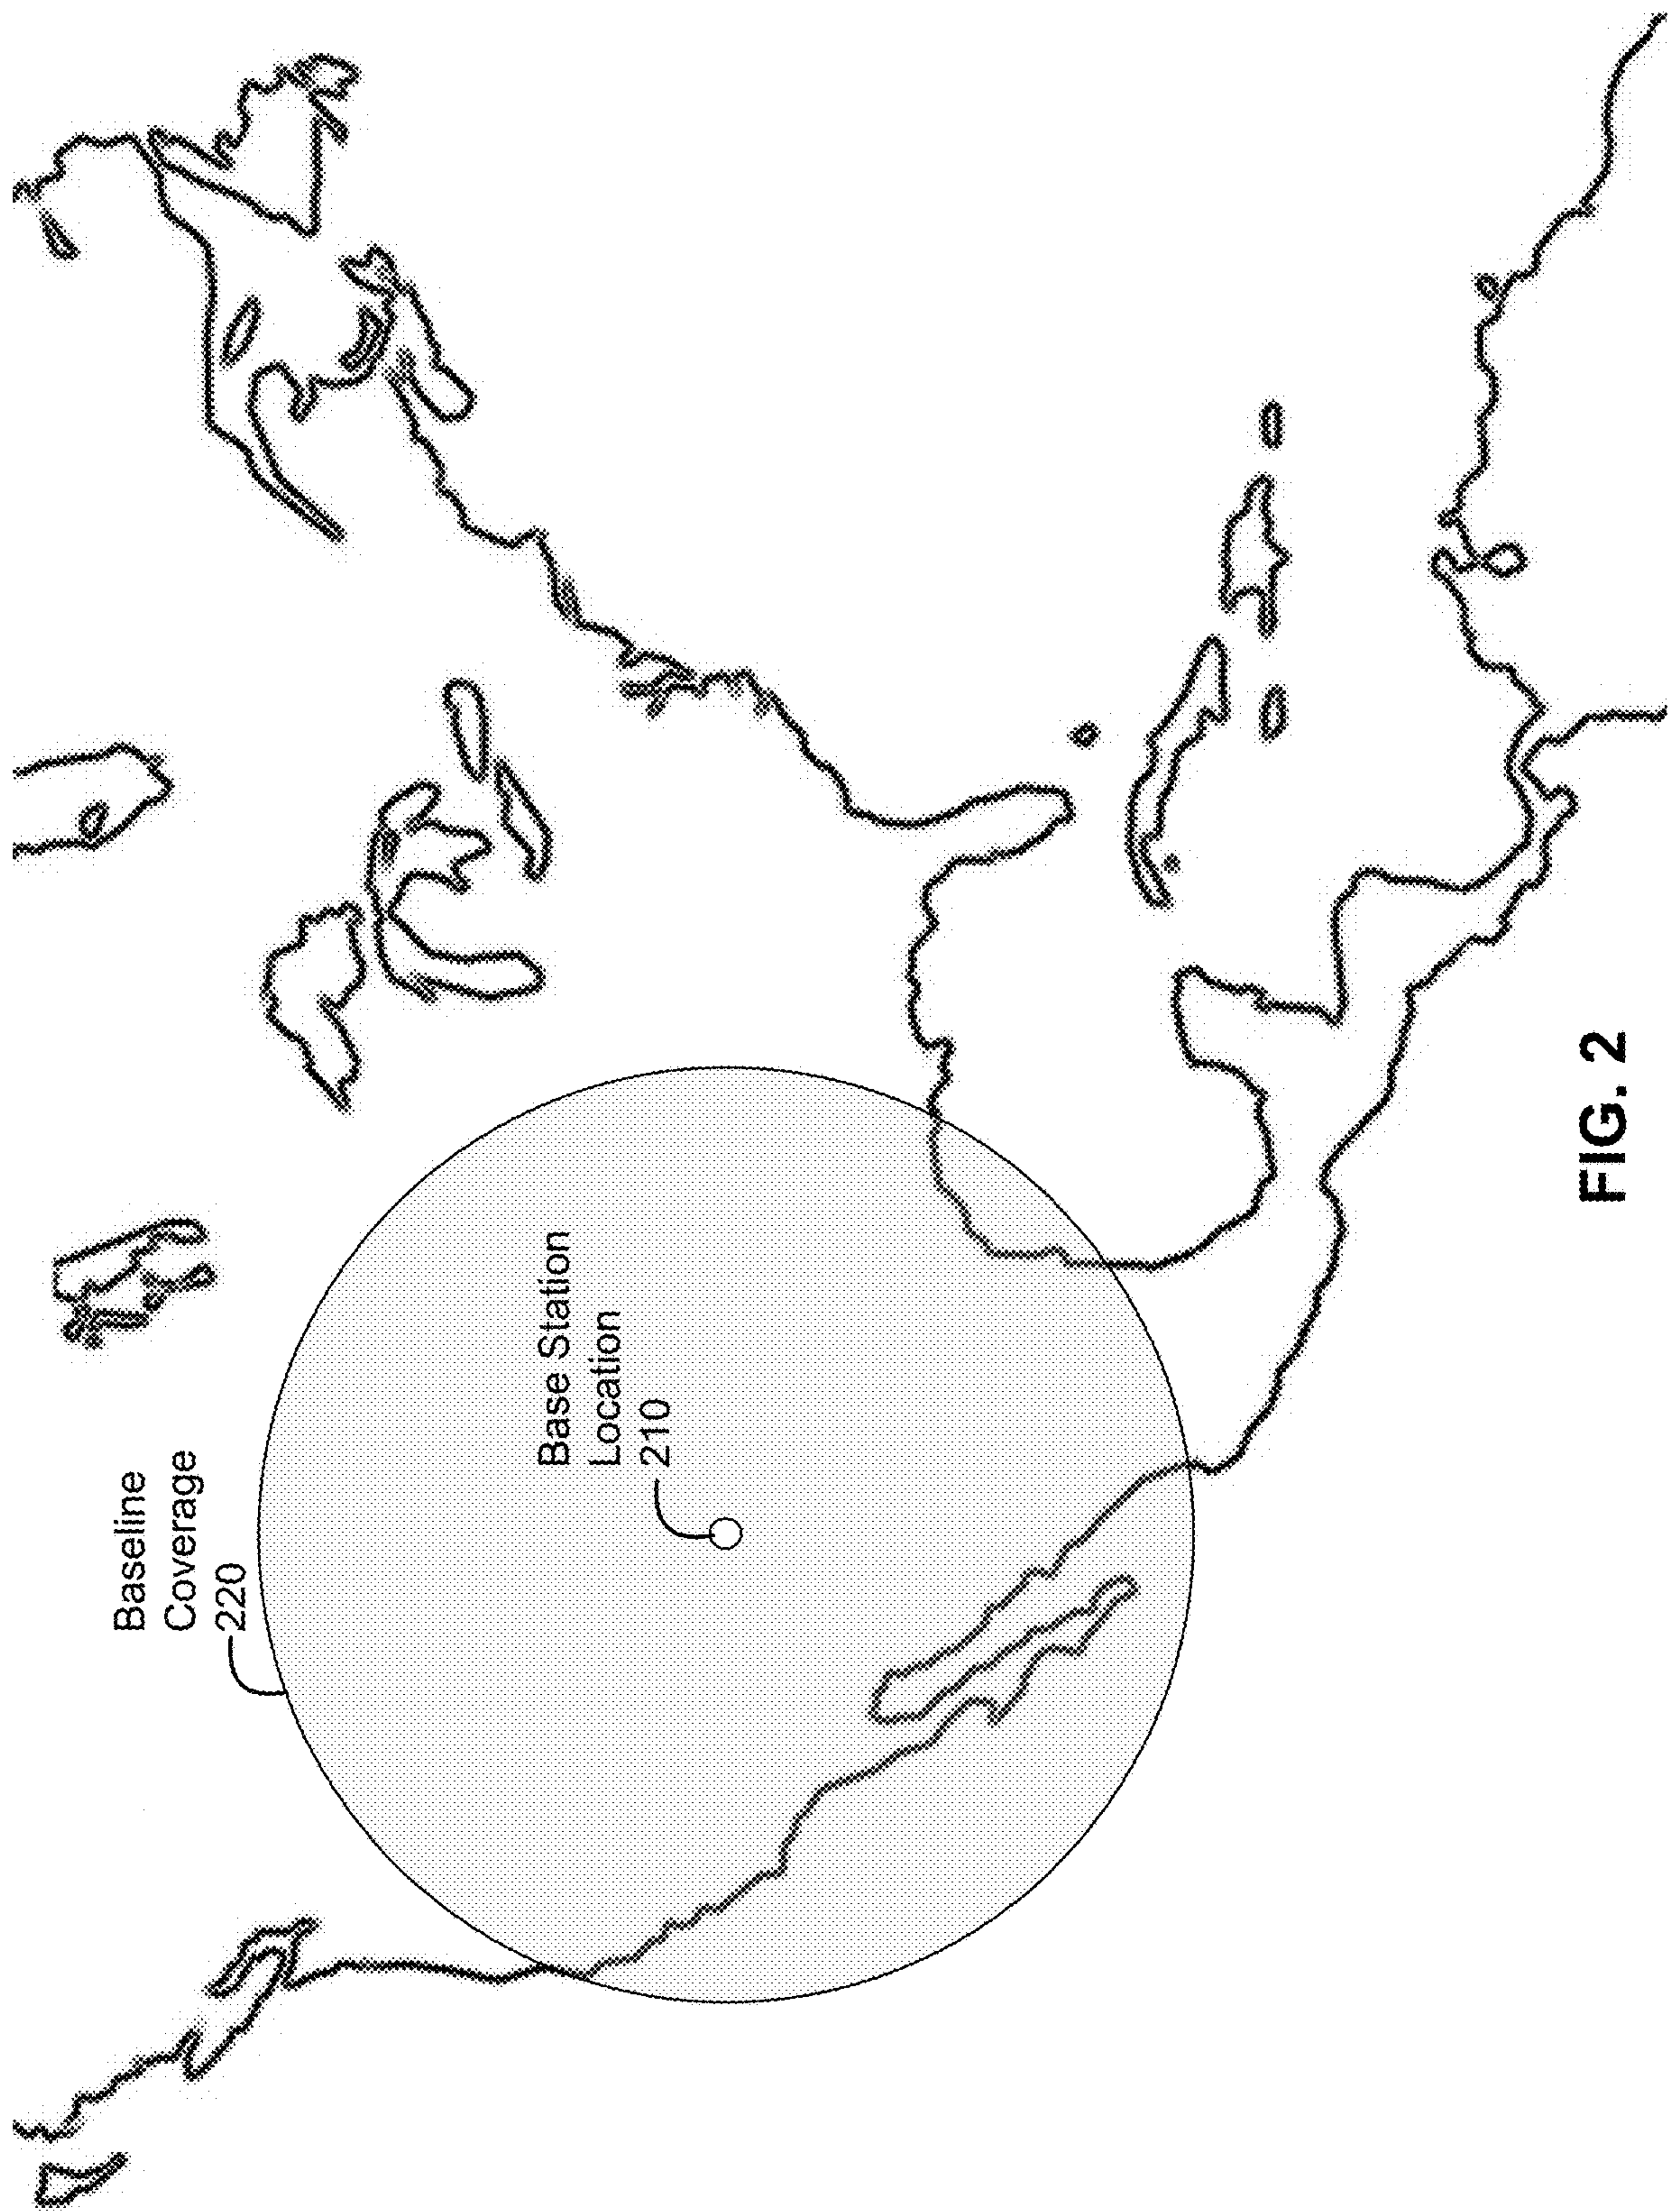 Baseline
Coverage
220
Base Station
Location
210
FIG. 2